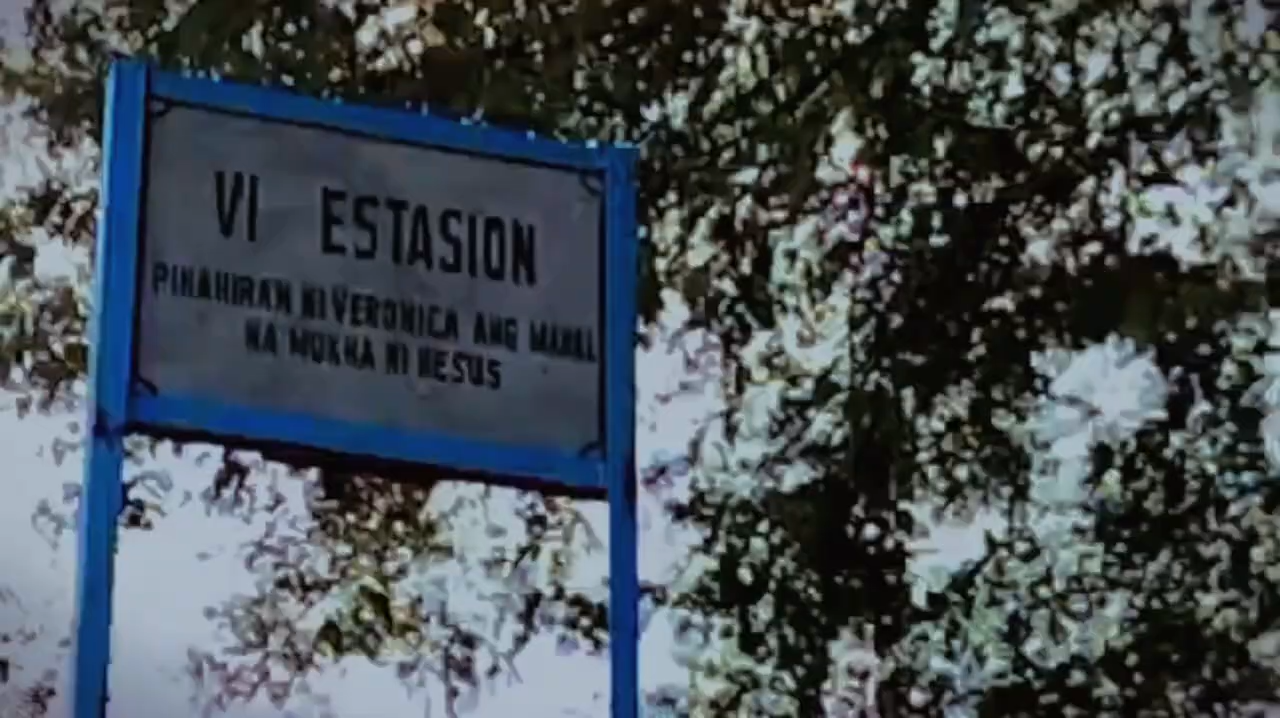 VI ESTASION
PINAHIRAN NI VERONICA ANG MAHAL
NA MUKHA NI HESUS